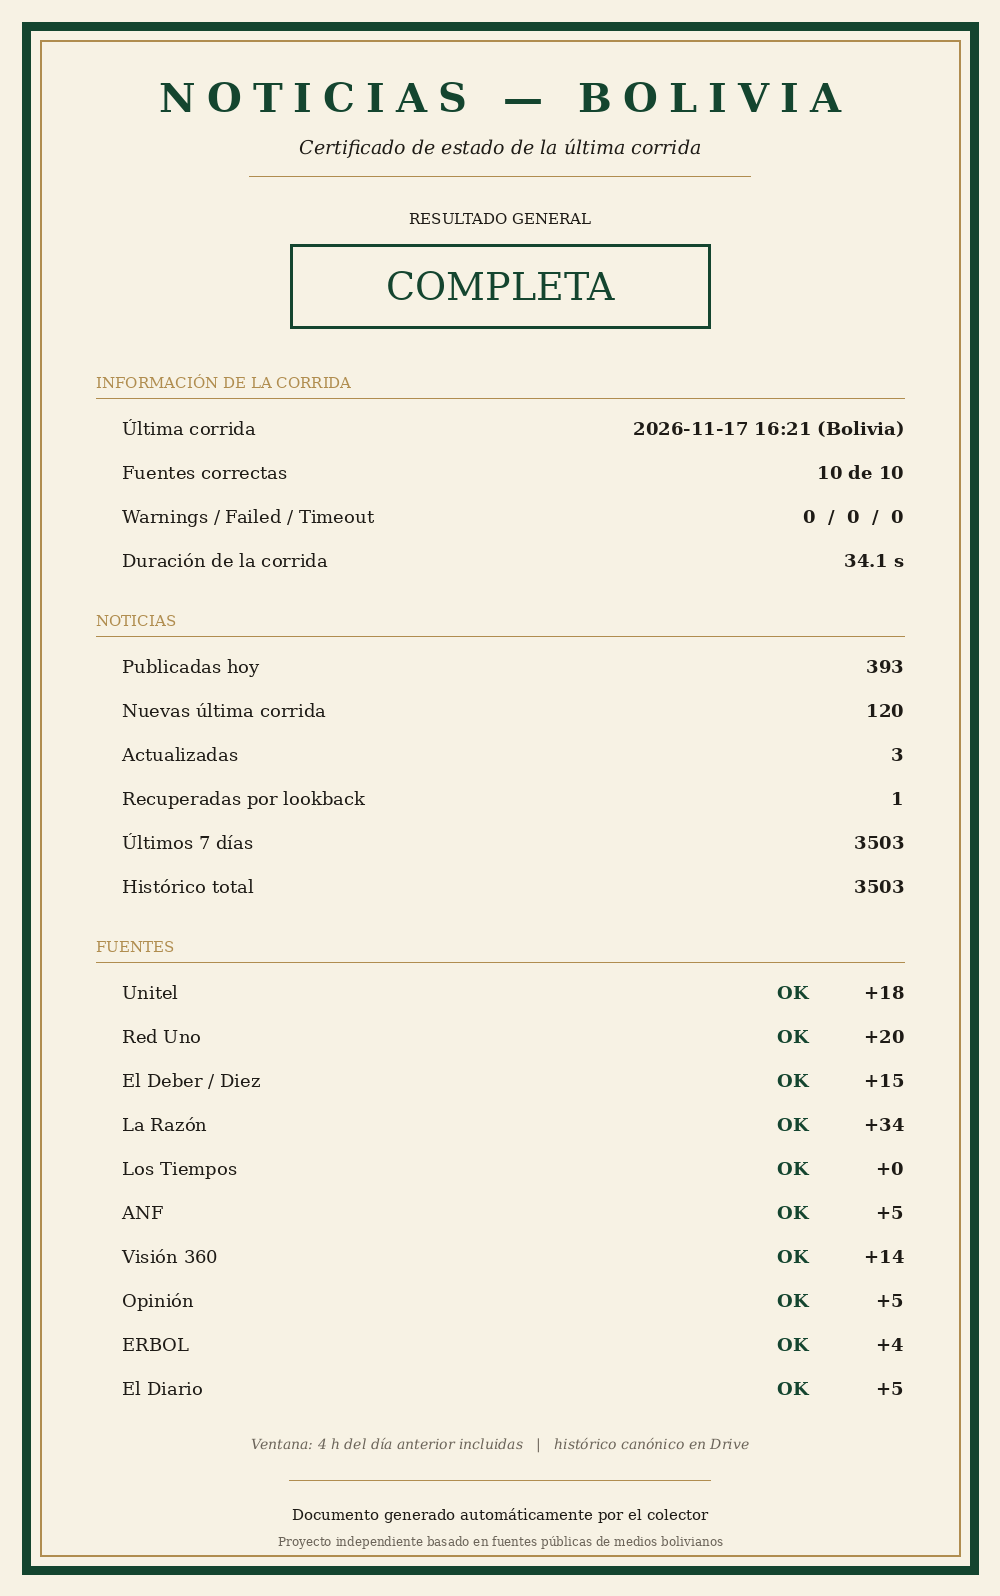 NOTICIAS — BOLIVIA
Certificado de estado de la última corrida
RESULTADO GENERAL
COMPLETA
INFORMACIÓN DE LA CORRIDA
Última corrida 2026-11-17 16:21 (Bolivia)
Fuentes correctas 10 de 10
Warnings / Failed / Timeout 0 / 0 / 0
Duración de la corrida 34.1 s
NOTICIAS
Publicadas hoy 393
Nuevas última corrida 120
Actualizadas 3
Recuperadas por lookback 1
Últimos 7 días 3503
Histórico total 3503
FUENTES
Unitel OK +18
Red Uno OK +20
El Deber / Diez OK +15
La Razón OK +34
Los Tiempos OK +0
ANF OK +5
Visión 360 OK +14
Opinión OK +5
ERBOL OK +4
El Diario OK +5
Ventana: 4 h del día anterior incluidas | histórico canónico en Drive
Documento generado automáticamente por el colector
Proyecto independiente basado en fuentes públicas de medios bolivianos